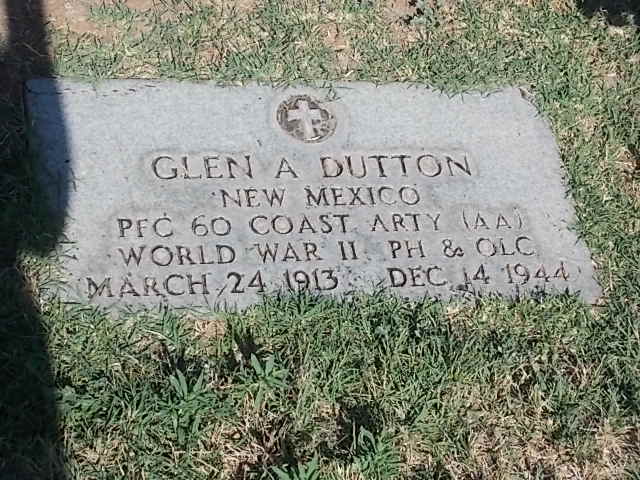 GLEN A DUTTON
NEW MEXICO
PFC 60 COAST ARTY (AA)
WORLD WAR II PH & OLC
MARCH 24 1913 DEC 14 1944